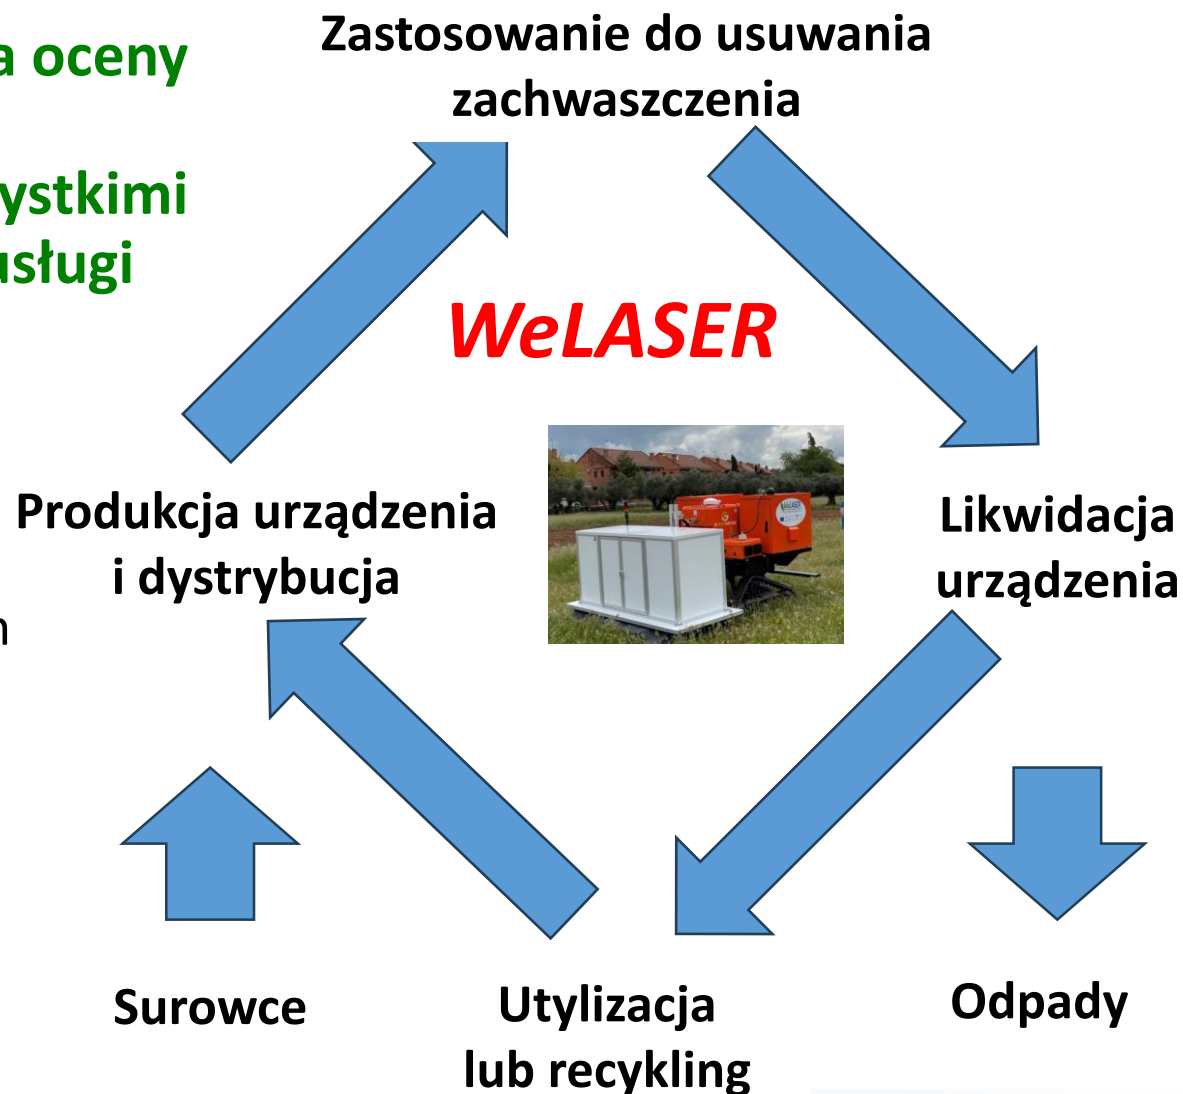 a oceny
ystkimi
usługi
Zastosowanie do usuwania
zachwaszczenia
WeLASER
Produkcja urządzenia
i dystrybucja
Likwidacja
urządzenia
Surowce
Utylizacja
lub recykling
Odpady